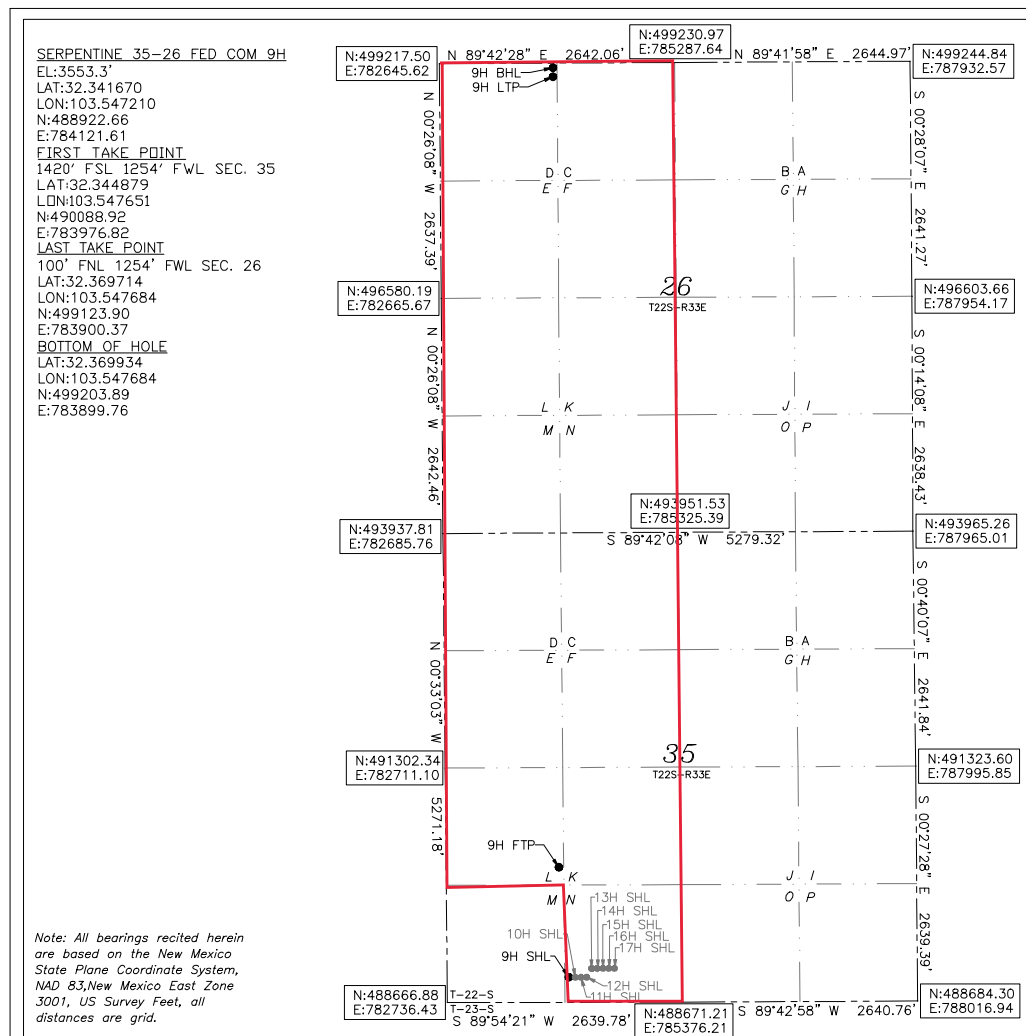 SERPENTINE 35-26 FED COM 9H
EL:3553.3'
LAT:32.341670
LON:103.547210
N:488922.66
E:784121.61
FIRST TAKE POINT
1420' FSL 1254' FWL SEC. 35
LAT:32.344879
LON:103.547651
N:490088.92
E:783976.82
LAST TAKE POINT
100' FNL 1254' FWL SEC. 26
LAT:32.369714
LON:103.547684
N:499123.90
E:783900.37
BOTTOM OF HOLE
LAT:32.369934
LON:103.547684
N:499203.89
E:783899.76
Note: All bearings recited herein
are based on the New Mexico
State Plane Coordinate System,
NAD 83,New Mexico East Zone
3001, US Survey Feet, all
distances are grid.
N:499217.50
E:782645.62
N 89°42'28" E 2642.06'
N:499230.97
E:785287.64
N 89°41'58" E 2644.97'
N:499244.84
E:787932.57
9H BHL
9H LTP
N 00°26'08" W 2637.39'
D C
E F
B A
G H
S 00°28'07" E 2641.27'
N:496580.19
E:782665.67
26
T22S-R33E
N:496603.66
E:787954.17
N 00°26'08" W 2642.46'
L K
M N
J I
O P
S 00°14'08" E 2638.43'
N:493937.81
E:782685.76
N:493951.53
E:785325.39
S 89°42'08" W 5279.32'
N:493965.26
E:787965.01
N 00°33'03" W 5271.18'
D C
E F
B A
G H
S 00°40'07" E 2641.84'
N:491302.34
E:782711.10
35
T22S-R33E
N:491323.60
E:787995.85
9H FTP
L K
M N
J I
O P
S 00°27'28" E 2639.39'
13H SHL
14H SHL
15H SHL
16H SHL
17H SHL
10H SHL
9H SHL
12H SHL
11H SHL
N:488666.88
E:782736.43
T-22-S
T-23-S
S 89°54'21" W 2639.78'
N:488671.21
E:785376.21
S 89°42'58" W 2640.76'
N:488684.30
E:788016.94